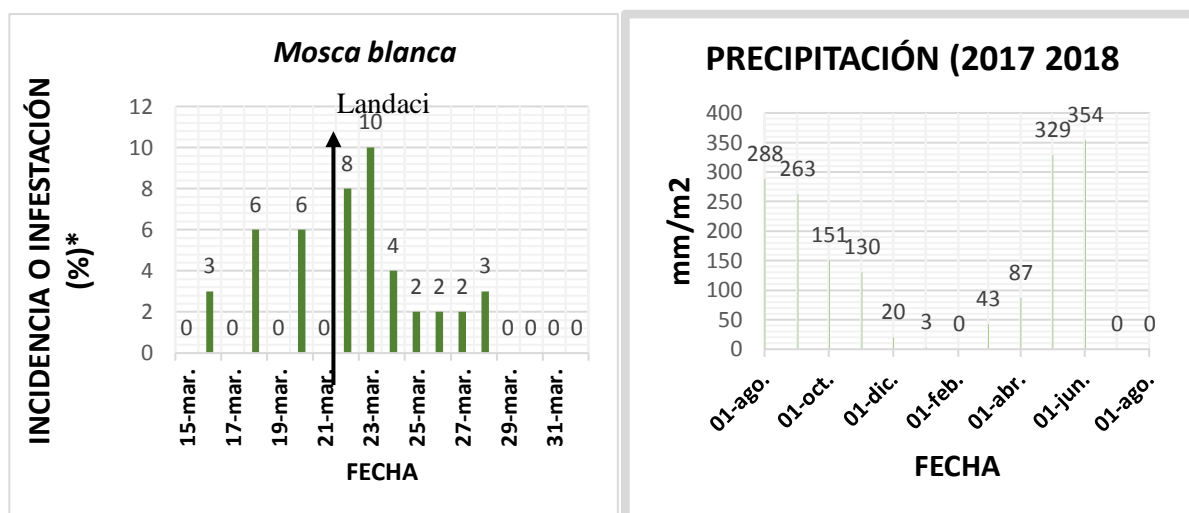 Mosca blanca
Landaci
INCIDENCIA O INFESTACIÓN
(%)*
12
10
8
6
4
2
0
0
3
0
6
0
6
0
8
10
4
2
2
2
3
0
0
0
0
15-mar.
17-mar.
19-mar.
21-mar.
23-mar.
25-mar.
27-mar.
29-mar.
31-mar.
FECHA
PRECIPITACIÓN (2017 2018
mm/m2
400
350
300
250
200
150
100
50
0
288
263
151
130
20
3
0
43
87
329
354
0
0
01-ago.
01-oct.
01-dic.
01-feb.
01-abr.
01-jun.
01-ago.
FECHA